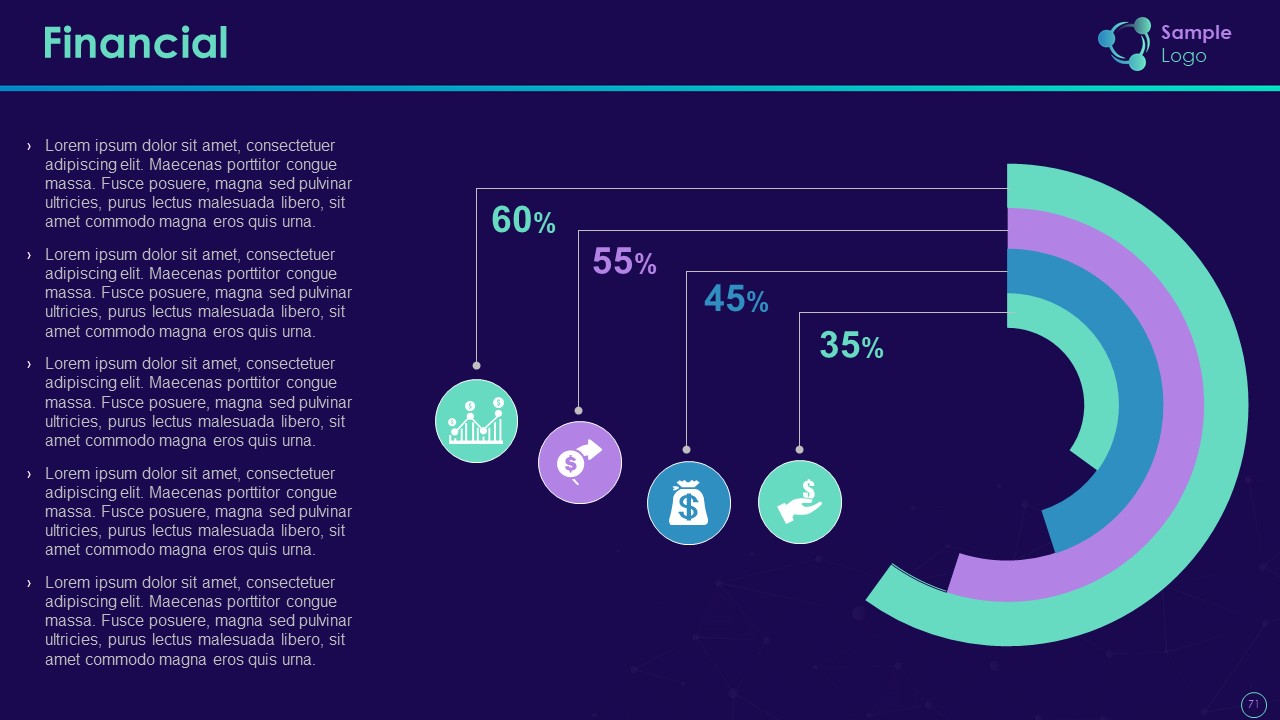 Financial
Sample
Logo
› Lorem ipsum dolor sit amet, consectetuer
adipiscing elit. Maecenas porttitor congue
massa. Fusce posuere, magna sed pulvinar
ultricies, purus lectus malesuada libero, sit
amet commodo magna eros quis urna.
› Lorem ipsum dolor sit amet, consectetuer
adipiscing elit. Maecenas porttitor congue
massa. Fusce posuere, magna sed pulvinar
ultricies, purus lectus malesuada libero, sit
amet commodo magna eros quis urna.
› Lorem ipsum dolor sit amet, consectetuer
adipiscing elit. Maecenas porttitor congue
massa. Fusce posuere, magna sed pulvinar
ultricies, purus lectus malesuada libero, sit
amet commodo magna eros quis urna.
› Lorem ipsum dolor sit amet, consectetuer
adipiscing elit. Maecenas porttitor congue
massa. Fusce posuere, magna sed pulvinar
ultricies, purus lectus malesuada libero, sit
amet commodo magna eros quis urna.
› Lorem ipsum dolor sit amet, consectetuer
adipiscing elit. Maecenas porttitor congue
massa. Fusce posuere, magna sed pulvinar
ultricies, purus lectus malesuada libero, sit
amet commodo magna eros quis urna.
60%
55%
45%
35%
71